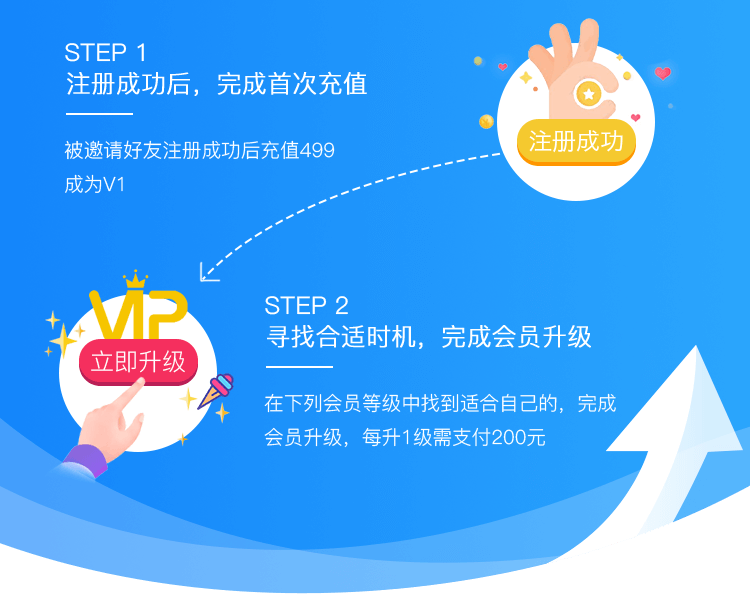 STEP 1
注册成功后，完成首次充值
被邀请好友注册成功后充值499
成为V1
注册成功
VIP
立即升级
STEP 2
寻找合适时机，完成会员升级
在下列会员等级中找到适合自己的，完成
会员升级，每升1级需支付200元